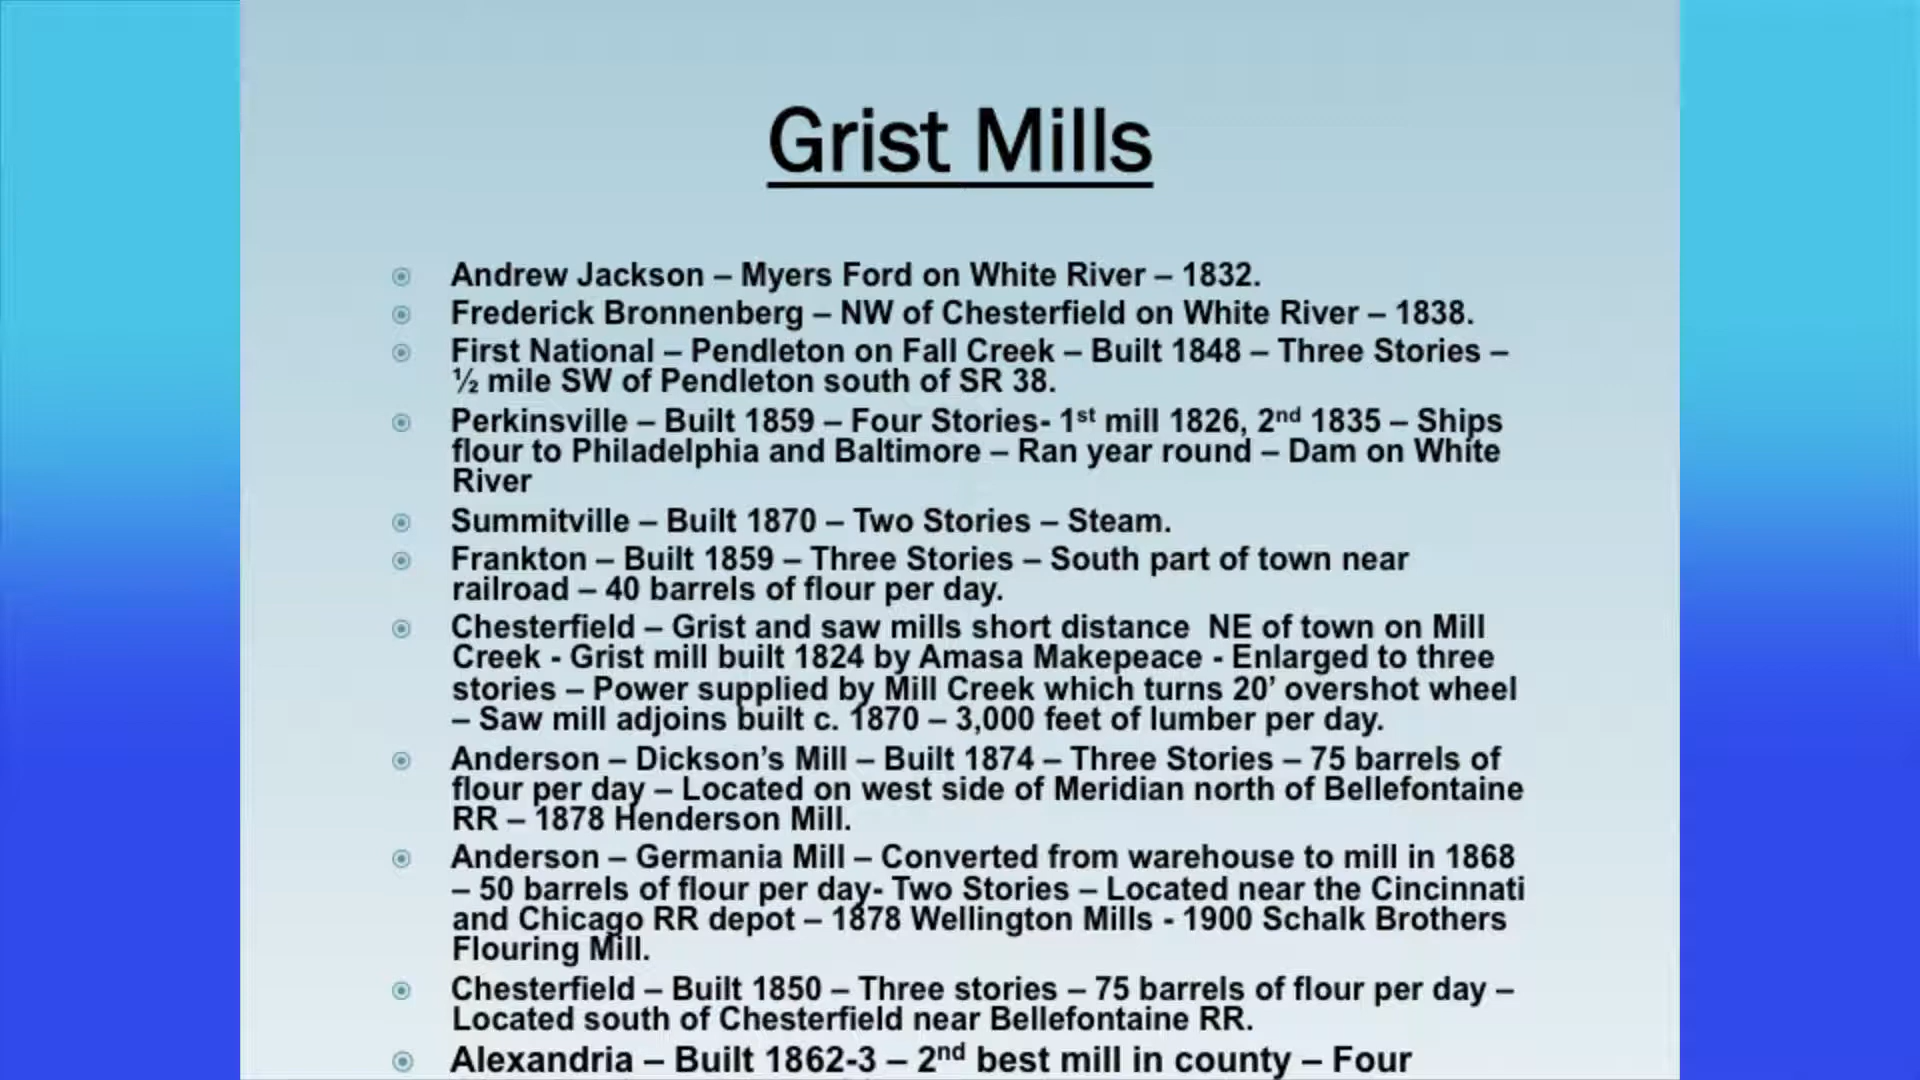 Grist Mills
Andrew Jackson – Myers Ford on White River – 1832.
Frederick Bronnenberg – NW of Chesterfield on White River – 1838.
First National – Pendleton on Fall Creek – Built 1848 – Three Stories –
½ mile SW of Pendleton south of SR 38.
Perkinsville – Built 1859 – Four Stories- 1st mill 1826, 2nd 1835 – Ships
flour to Philadelphia and Baltimore – Ran year round – Dam on White
River
Summitville – Built 1870 – Two Stories – Steam.
Frankton – Built 1859 – Three Stories – South part of town near
railroad – 40 barrels of flour per day.
Chesterfield – Grist and saw mills short distance  NE of town on Mill
Creek - Grist mill built 1824 by Amasa Makepeace - Enlarged to three
stories – Power supplied by Mill Creek which turns 20’ overshot wheel
– Saw mill adjoins built c. 1870 – 3,000 feet of lumber per day.
Anderson – Dickson’s Mill – Built 1874 – Three Stories – 75 barrels of
flour per day – Located on west side of Meridian north of Bellefontaine
RR – 1878 Henderson Mill.
Anderson – Germania Mill – Converted from warehouse to mill in 1868
– 50 barrels of flour per day- Two Stories – Located near the Cincinnati
and Chicago RR depot – 1878 Wellington Mills - 1900 Schalk Brothers
Flouring Mill.
Chesterfield – Built 1850 – Three stories – 75 barrels of flour per day –
Located south of Chesterfield near Bellefontaine RR.
Alexandria – Built 1862-3 – 2nd best mill in county – Four